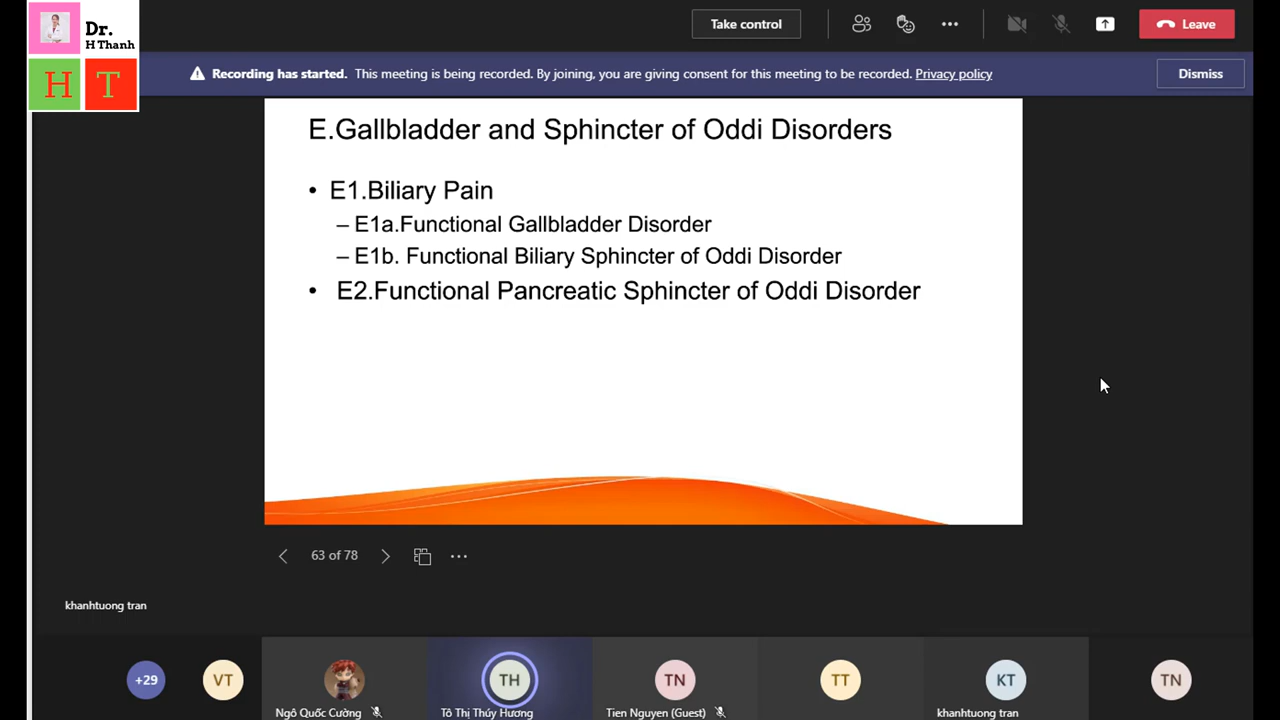 Dr.
H Thanh
H T
Take control
Leave
Recording has started. This meeting is being recorded. By joining, you are giving consent for this meeting to be recorded. Privacy policy
Dismiss
E.Gallbladder and Sphincter of Oddi Disorders
• E1.Biliary Pain
– E1a.Functional Gallbladder Disorder
– E1b. Functional Biliary Sphincter of Oddi Disorder
• E2.Functional Pancreatic Sphincter of Oddi Disorder
63 of 78
khanhtuong tran
+29 VT TH TN TT KT TN
Ngô Quốc Cường Tô Thị Thúy Hương Tien Nguyen (Guest) khanhtuong tran